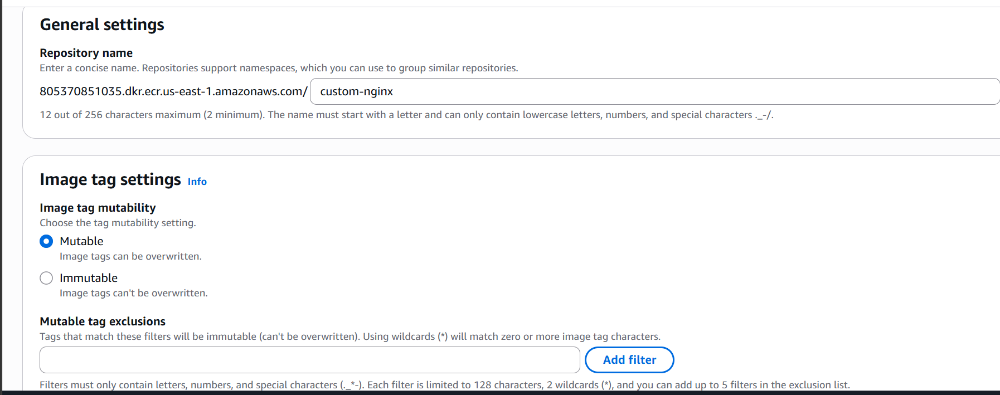 General settings
Repository name
Enter a concise name. Repositories support namespaces, which you can use to group similar repositories.
805370851035.dkr.ecr.us-east-1.amazonaws.com/ custom-nginx
12 out of 256 characters maximum (2 minimum). The name must start with a letter and can only contain lowercase letters, numbers, and special characters ._-/.
Image tag settings Info
Image tag mutability
Choose the tag mutability setting.
Mutable
Image tags can be overwritten.
Immutable
Image tags can't be overwritten.
Mutable tag exclusions
Tags that match these filters will be immutable (can't be overwritten). Using wildcards (*) will match zero or more image tag characters.
Add filter
Filters must only contain letters, numbers, and special characters (._*-). Each filter is limited to 128 characters, 2 wildcards (*), and you can add up to 5 filters in the exclusion list.